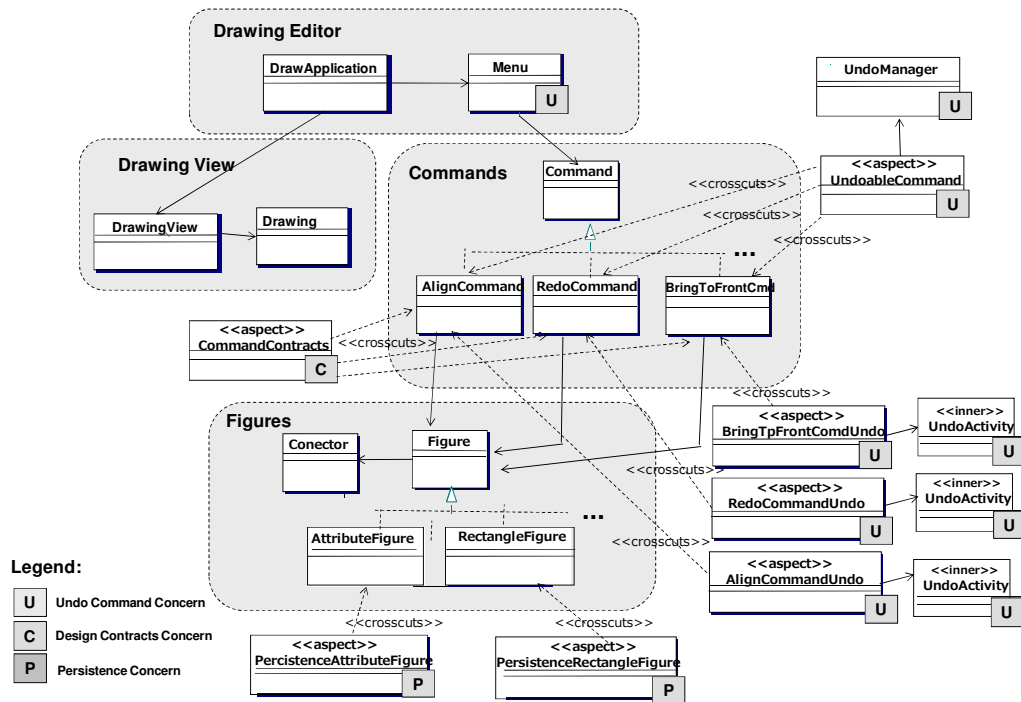 Drawing Editor
DrawApplication
Menu
U
UndoManager
U
Drawing View
DrawingView
Drawing
Commands
Command
<<crosscuts>>
<<crosscuts>>
<<crosscuts>>
<<aspect>>
UndoableCommand
U
...
AlignCommand
RedoCommand
BringToFrontCmd
<<aspect>>
CommandContracts
C
<<crosscuts>>
<<crosscuts>>
Figures
Conector
Figure
<<aspect>>
BringTpFrontComdUndo
U
<<inner>>
UndoActivity
U
<<crosscuts>>
<<aspect>>
RedoCommandUndo
U
<<inner>>
UndoActivity
U
...
AttributeFigure
RectangleFigure
<<crosscuts>>
<<aspect>>
AlignCommandUndo
U
<<inner>>
UndoActivity
U
Legend:
U
Undo Command Concern
C
Design Contracts Concern
P
Persistence Concern
<<crosscuts>>
<<crosscuts>>
<<aspect>>
PercistenceAttributeFigure
P
<<aspect>>
PersistenceRectangleFigure
P